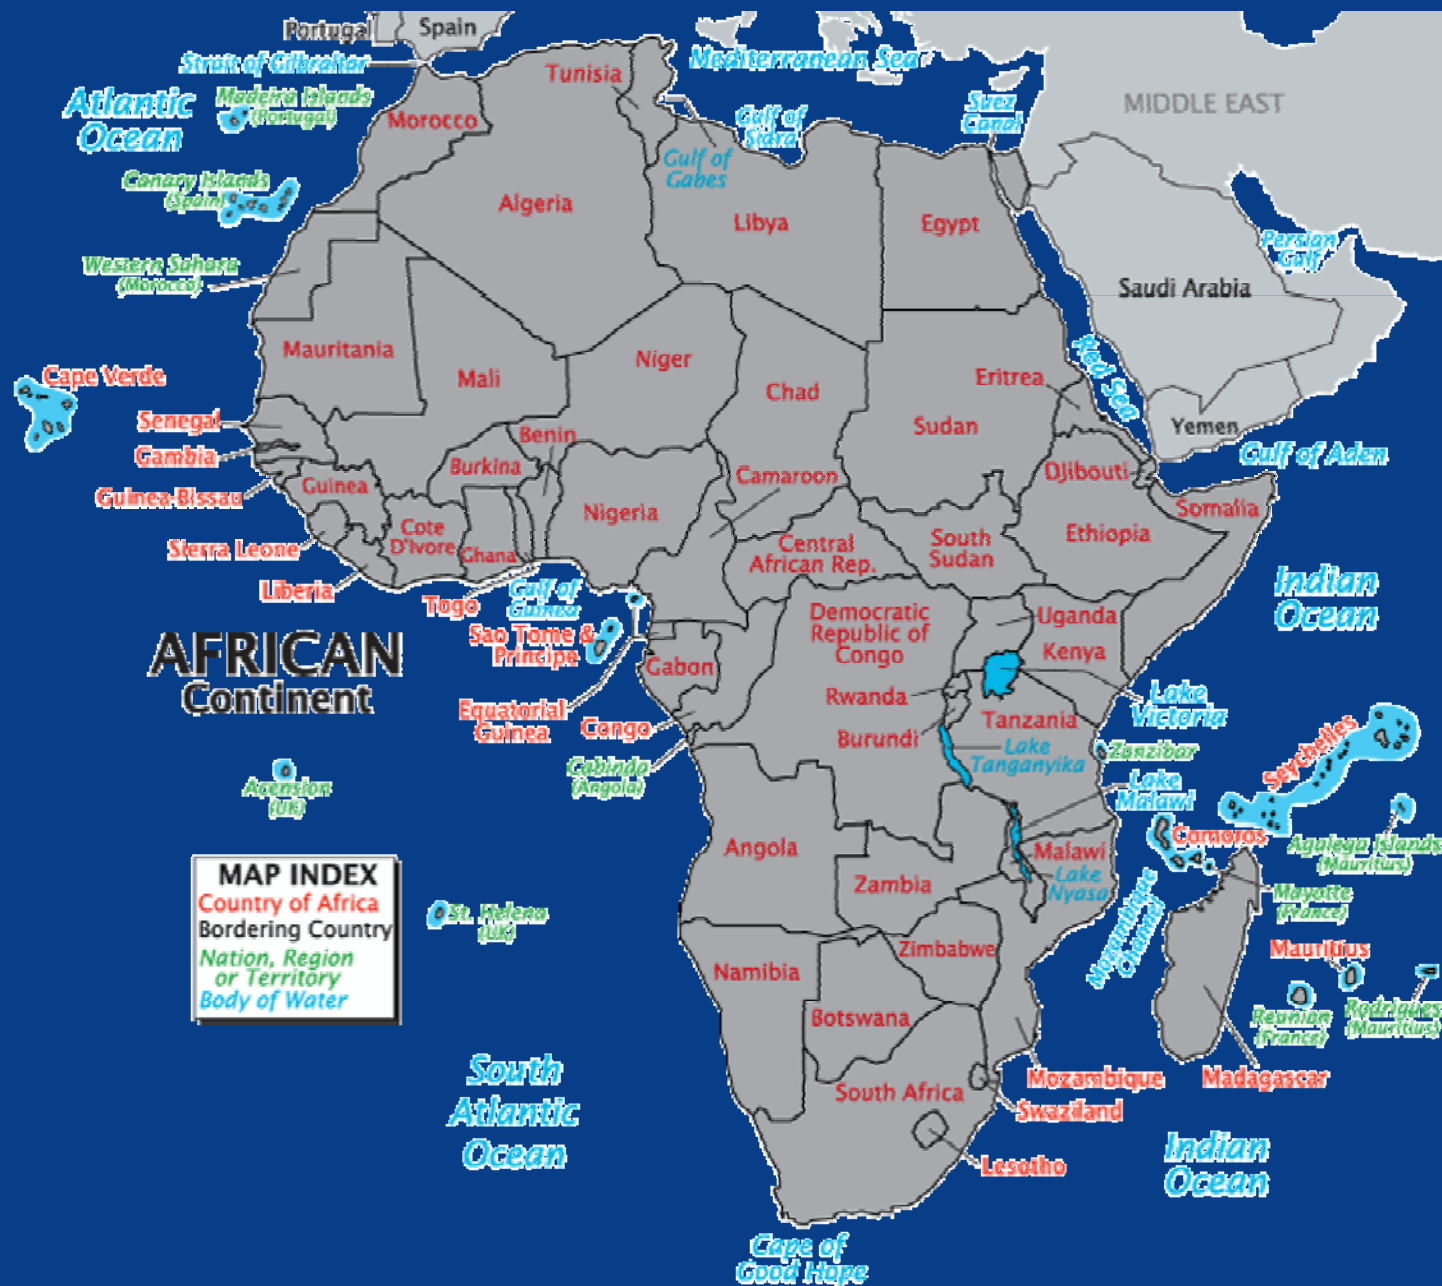 Portugal
Spain
Strait of Gibraltar
Mediterranean Sea
Tunisia
Atlantic
Ocean
Madeira Islands
(Portugal)
Morocco
Gulf of
Sidra
Suez
Canal
MIDDLE EAST
Gulf of
Gabes
Canary Islands
(Spain)
Algeria
Libya
Egypt
Persian
Gulf
Western Sahara
(Morocco)
Saudi Arabia
Mauritania
Mali
Niger
Chad
Eritrea
Red Sea
Cape Verde
Senegal
Sudan
Yemen
Gambia
Benin
Burkina
Camaroon
Djibouti
Gulf of Aden
Guinea-Bissau
Guinea
Nigeria
Somalia
Cote
D'Ivore
Ghana
Central
African Rep.
South
Sudan
Ethiopia
Sierra Leone
Liberia
Togo
Gulf of
Guinea
Indian
Ocean
Democratic
Republic of
Congo
Uganda
Kenya
AFRICAN
Continent
Sao Tome &
Principe
Gabon
Rwanda
Lake
Victoria
Equatorial
Guinea
Congo
Burundi
Tanzania
Lake
Tanganyika
Zanzibar
Seychelles
Cabinda
(Angola)
Acension
(UK)
Lake
Malawi
Comoros
Agalega Islands
(Mauritius)
Angola
Zambia
Malawi
Lake
Nyasa
Mayotte
(France)
MAP INDEX
Country of Africa
Bordering Country
Nation, Region
or Territory
Body of Water
St. Helena
(UK)
Mozambique
Channel
Zimbabwe
Mauritius
Namibia
Botswana
Reunian
(France)
Rodrigues
(Mauritius)
South
Atlantic
Ocean
South Africa
Mozambique
Madagascar
Swaziland
Lesotho
Indian
Ocean
Cape of
Good Hope